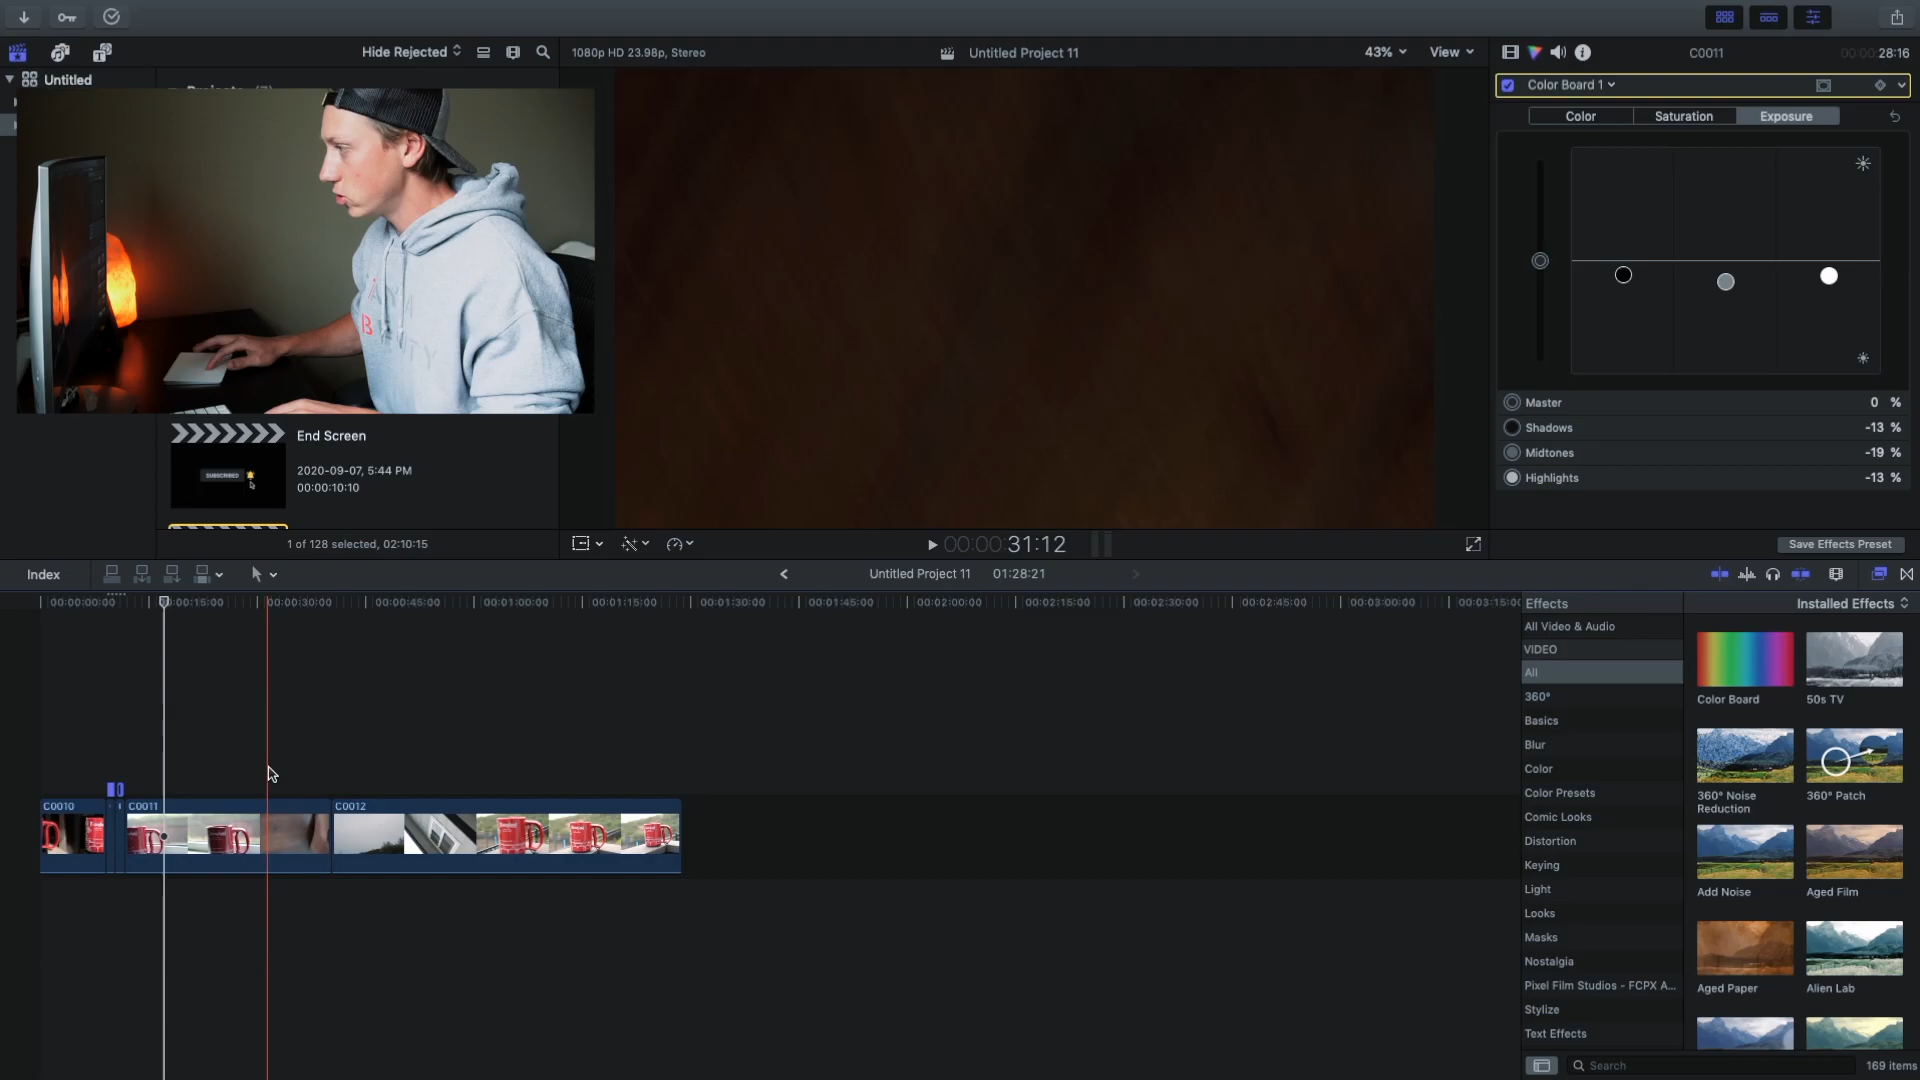 Hide Rejected
1080p HD 23.98p, Stereo
Untitled Project 11
43%
View
C0011
00:00:28:16
Untitled
Color Board 1
Color
Saturation
Exposure
Master
0 %
Shadows
-13 %
Midtones
-19 %
Highlights
-13 %
End Screen
2020-09-07, 5:44 PM
00:00:10:10
SUBSCRIBED
1 of 128 selected, 02:10:15
00:00:31:12
Save Effects Preset
Index
Untitled Project 11
01:28:21
00:00:00:00
00:00:15:00
00:00:30:00
00:00:45:00
00:01:00:00
00:01:15:00
00:01:30:00
00:01:45:00
00:02:00:00
00:02:15:00
00:02:30:00
00:02:45:00
00:03:00:00
00:03:15:00
Effects
Installed Effects
All Video & Audio
VIDEO
All
360°
Basics
Blur
Color
Color Presets
Comic Looks
Distortion
Keying
Light
Looks
Masks
Nostalgia
Pixel Film Studios - FCPX A...
Stylize
Text Effects
Color Board
50s TV
360° Noise
Reduction
360° Patch
Add Noise
Aged Film
Aged Paper
Alien Lab
C0010
C0011
C0012
Search
169 items